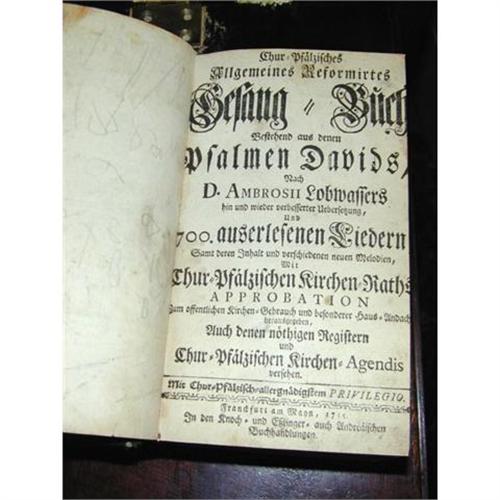 Chur-Pfälzisches
Allgemeines Reformirtes
Gesang // Buch
Bestehend aus denen
Psalmen Davids/
Nach
D. AMBROSII Lobwassers
hin und wieder verbesserter Uebersetzung,
Und
700. auserlesenen Liedern
Samt deren Inhalt und verschiedenen neuen Melodien,
Mit
Chur-Pfälzischen Kirchen-Raths
APPROBATION
Zum offentlichen Kirchen-Gebrauch und besonderer Haus-Andach
herausgegeben,
Auch denen nöthigen Registern
und
Chur-Pfälzischen Kirchen-Agendis
versehen.
Mit Chur-Pfälzisch-allergnädigstem PRIVILEGIO.
Franckfurt am Mayn,
In den Knoch- und Eßlinger- auch Andreäischen
Buchhandlungen.